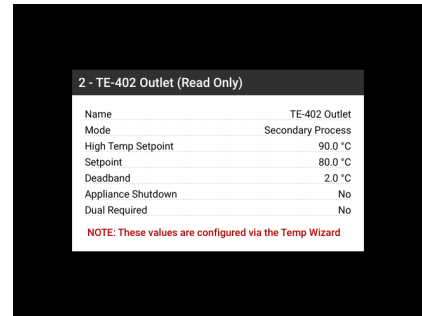 2 - TE-402 Outlet (Read Only)
Name TE-402 Outlet
Mode Secondary Process
High Temp Setpoint 90.0 °C
Setpoint 80.0 °C
Deadband 2.0 °C
Appliance Shutdown No
Dual Required No
NOTE: These values are configured via the Temp Wizard